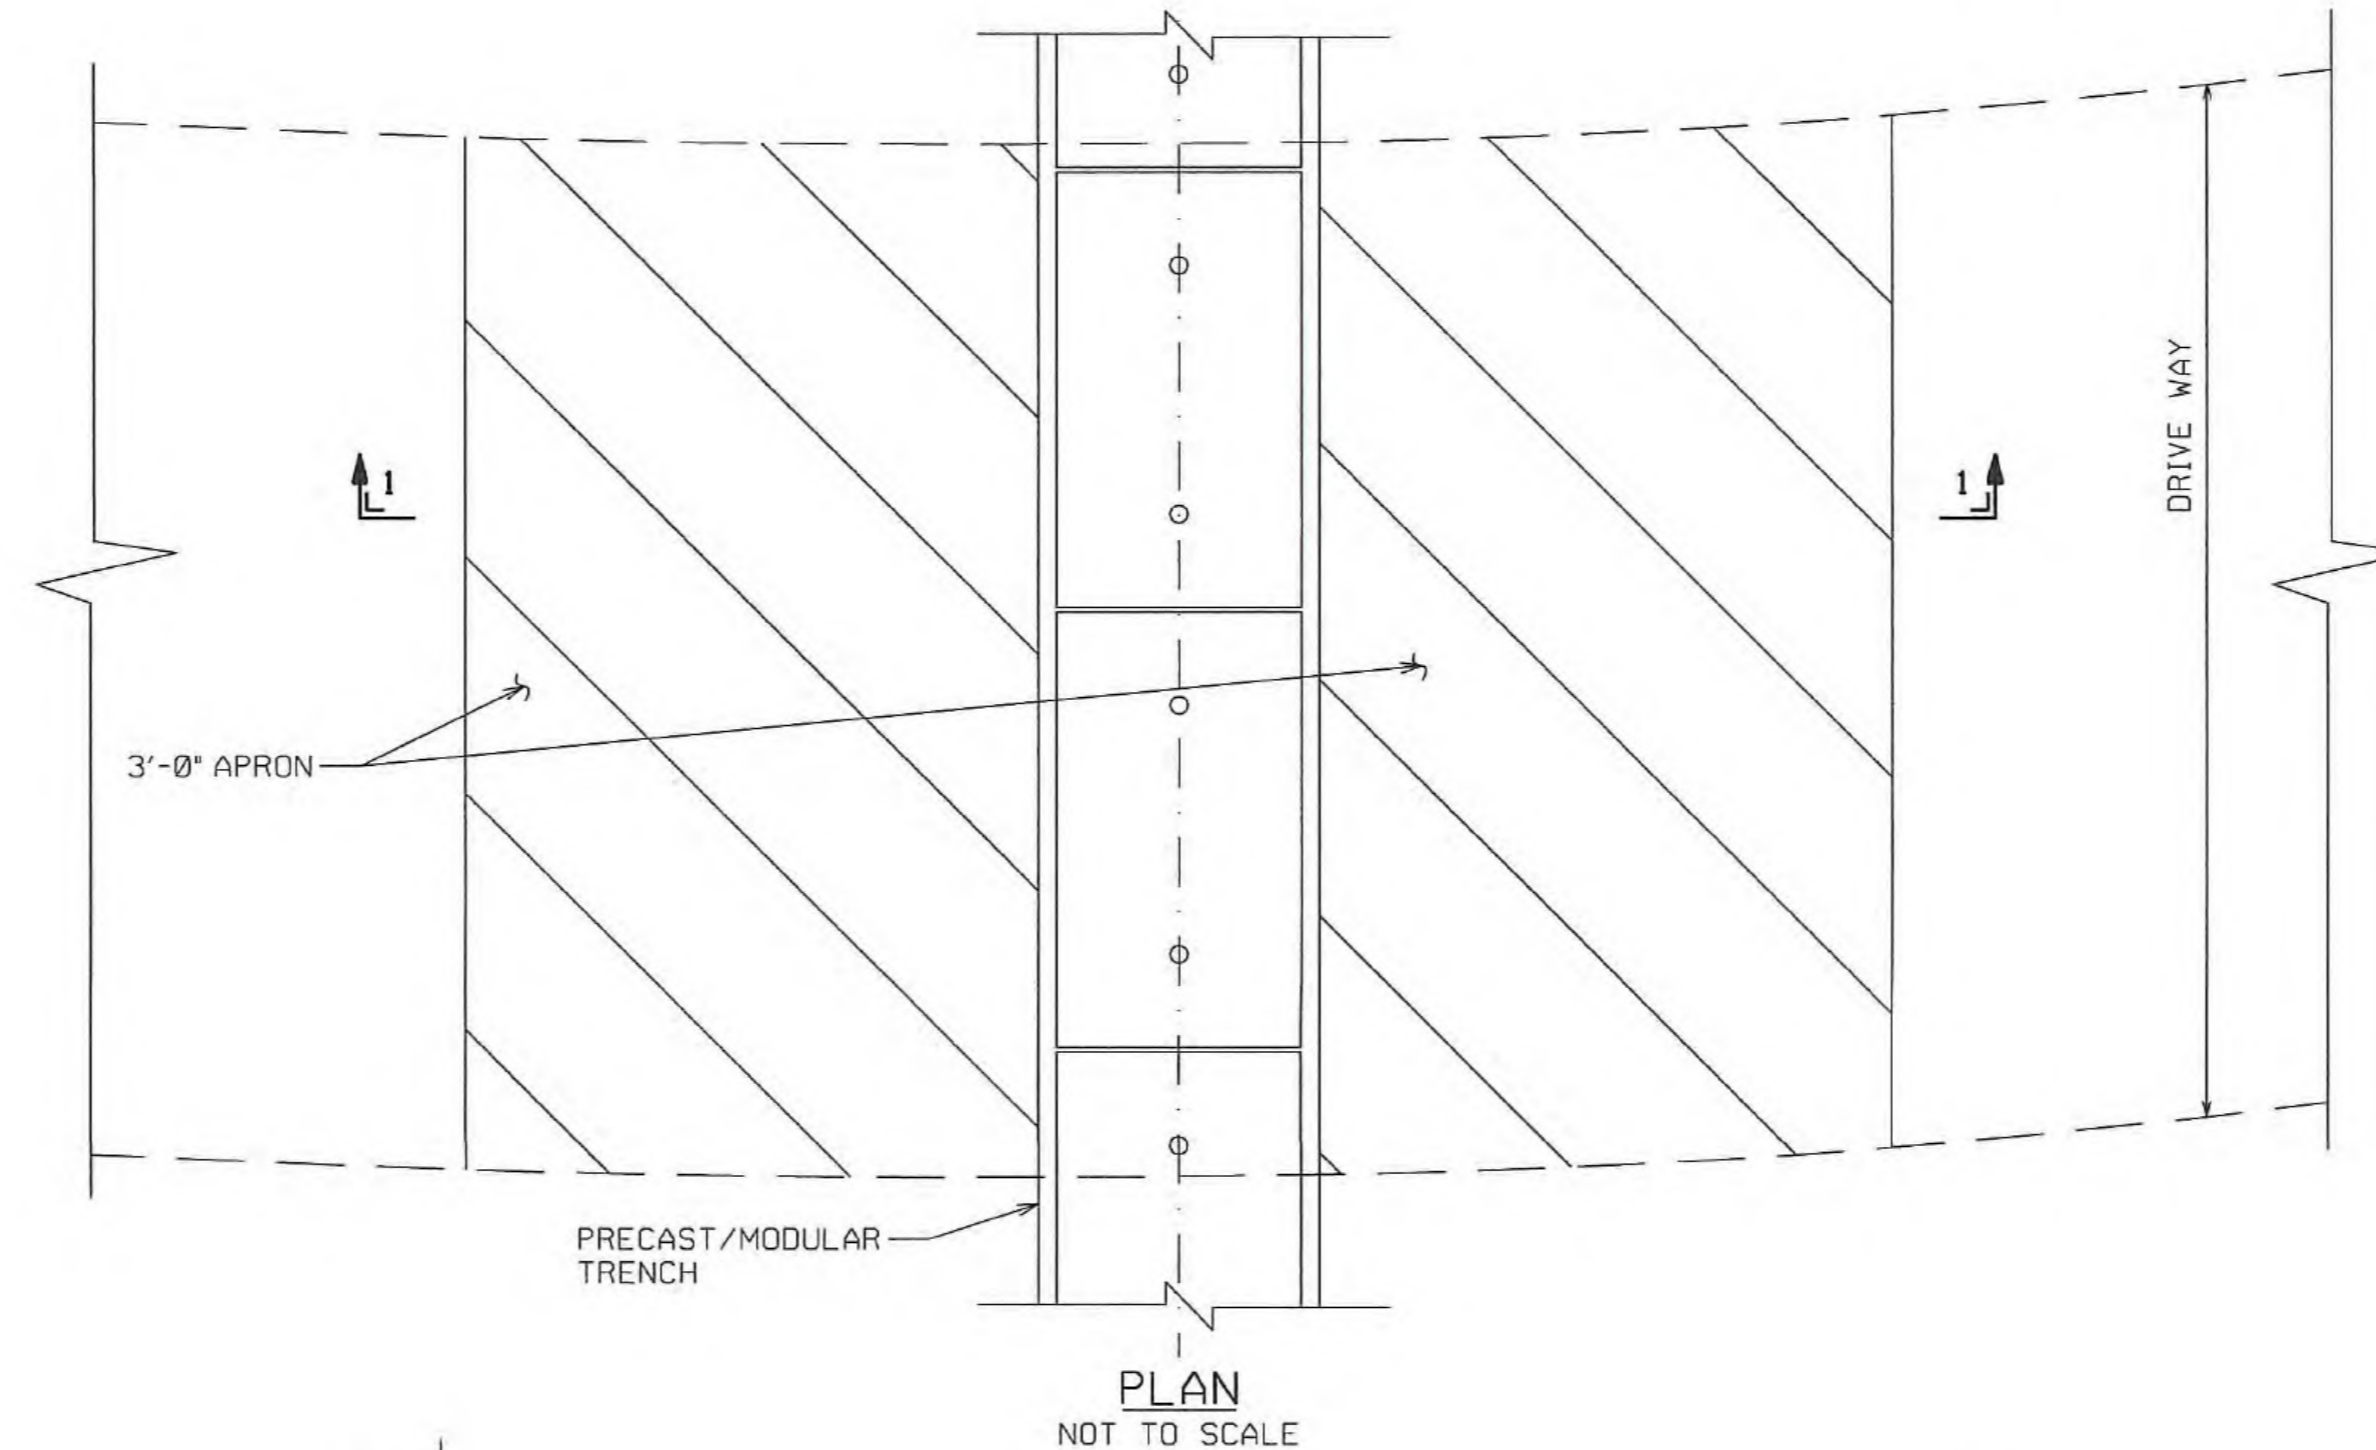 1
1
DRIVE WAY
3'-0" APRON
PRECAST/MODULAR
TRENCH
PLAN
NOT TO SCALE